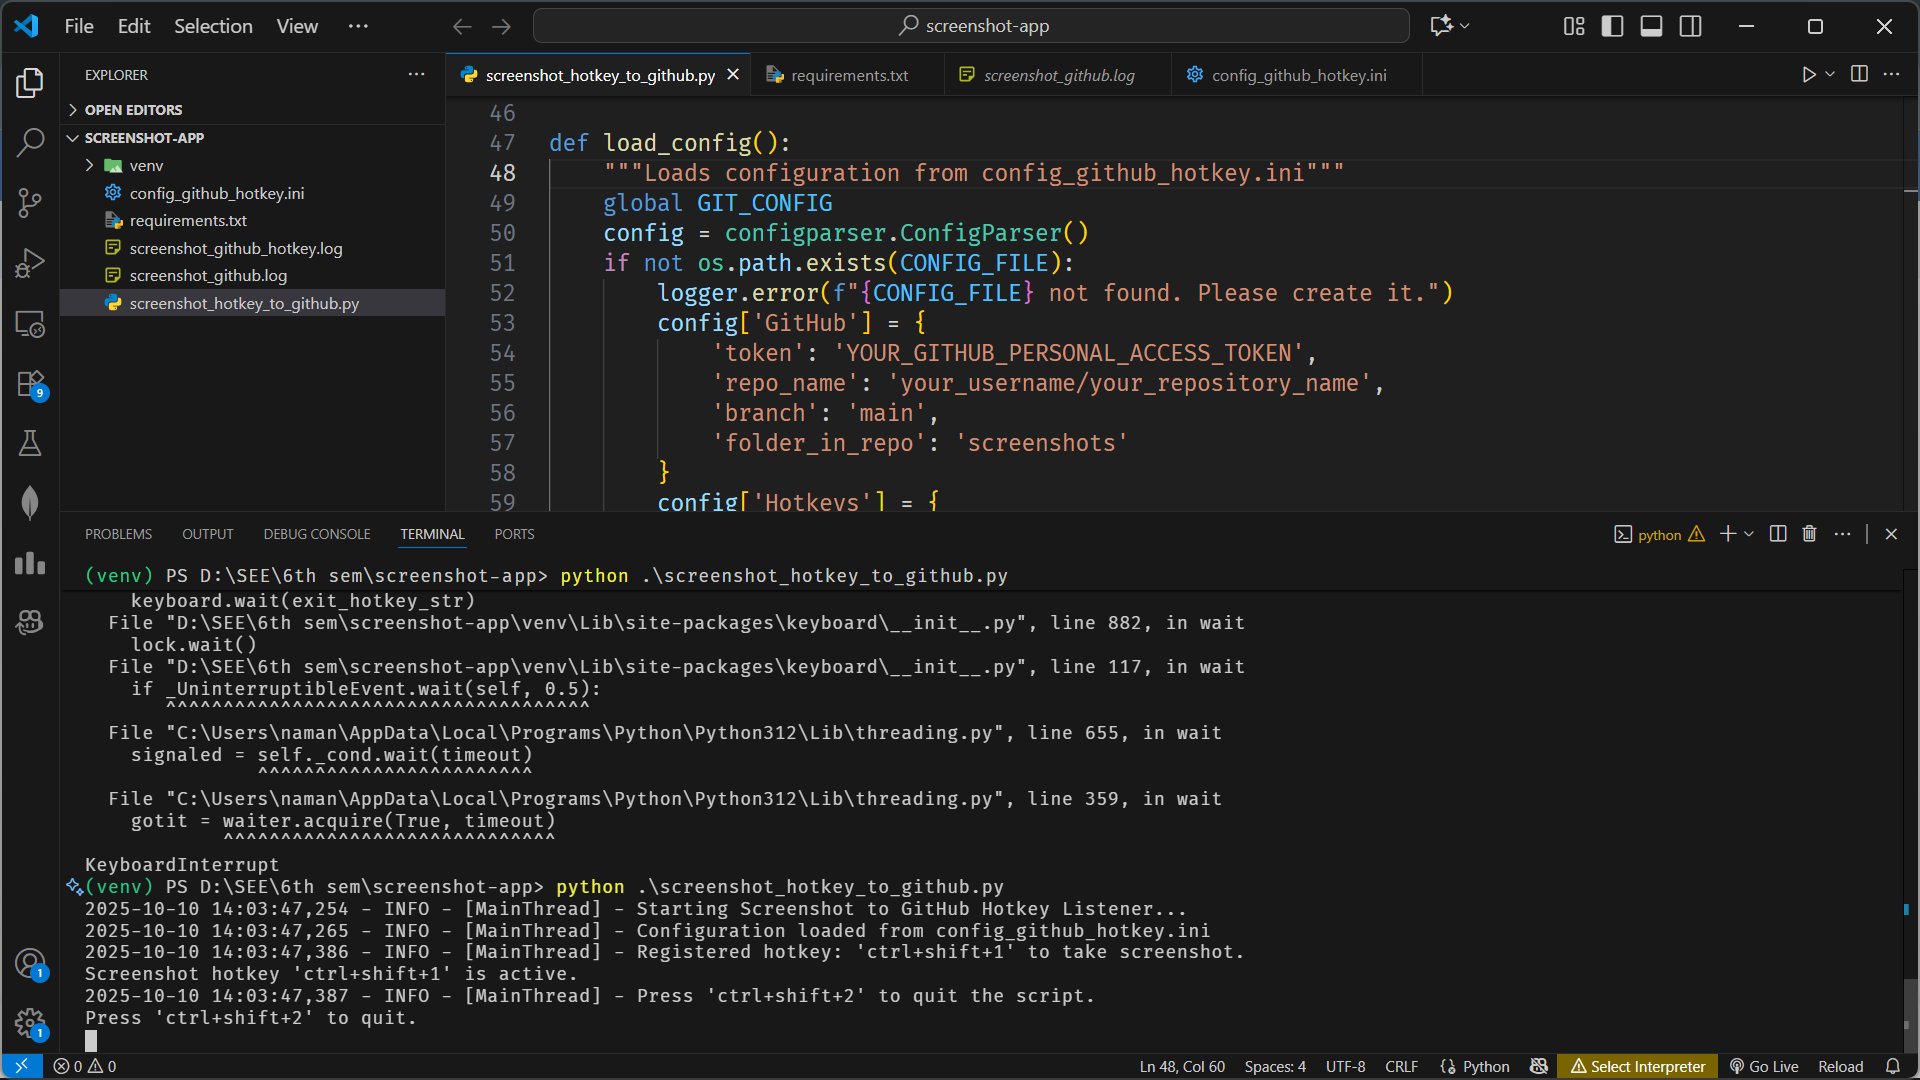 File Edit Selection View ···
screenshot-app
EXPLORER
OPEN EDITORS
SCREENSHOT-APP
venv
config_github_hotkey.ini
requirements.txt
screenshot_github_hotkey.log
screenshot_github.log
screenshot_hotkey_to_github.py
screenshot_hotkey_to_github.py requirements.txt screenshot_github.log config_github_hotkey.ini
46
47 def load_config():
48 """Loads configuration from config_github_hotkey.ini"""
49 global GIT_CONFIG
50 config = configparser.ConfigParser()
51 if not os.path.exists(CONFIG_FILE):
52 logger.error(f"{CONFIG_FILE} not found. Please create it.")
53 config['GitHub'] = {
54 'token': 'YOUR_GITHUB_PERSONAL_ACCESS_TOKEN',
55 'repo_name': 'your_username/your_repository_name',
56 'branch': 'main',
57 'folder_in_repo': 'screenshots'
58 }
59 config['Hotkeys'] = {
PROBLEMS OUTPUT DEBUG CONSOLE TERMINAL PORTS
python
(venv) PS D:\SEE\6th sem\screenshot-app> python .\screenshot_hotkey_to_github.py
keyboard.wait(exit_hotkey_str)
File "D:\SEE\6th sem\screenshot-app\venv\Lib\site-packages\keyboard\__init__.py", line 882, in wait
lock.wait()
File "D:\SEE\6th sem\screenshot-app\venv\Lib\site-packages\keyboard\__init__.py", line 117, in wait
if _UninterruptibleEvent.wait(self, 0.5):
^^^^^^^^^^^^^^^^^^^^^^^^^^^^^^^^^^^^^
File "C:\Users\naman\AppData\Local\Programs\Python\Python312\Lib\threading.py", line 655, in wait
signaled = self._cond.wait(timeout)
^^^^^^^^^^^^^^^^^^^^^^^^
File "C:\Users\naman\AppData\Local\Programs\Python\Python312\Lib\threading.py", line 359, in wait
gotit = waiter.acquire(True, timeout)
^^^^^^^^^^^^^^^^^^^^^^^^^^^^^
KeyboardInterrupt
(venv) PS D:\SEE\6th sem\screenshot-app> python .\screenshot_hotkey_to_github.py
2025-10-10 14:03:47,254 - INFO - [MainThread] - Starting Screenshot to GitHub Hotkey Listener...
2025-10-10 14:03:47,265 - INFO - [MainThread] - Configuration loaded from config_github_hotkey.ini
2025-10-10 14:03:47,386 - INFO - [MainThread] - Registered hotkey: 'ctrl+shift+1' to take screenshot.
Screenshot hotkey 'ctrl+shift+1' is active.
2025-10-10 14:03:47,387 - INFO - [MainThread] - Press 'ctrl+shift+2' to quit the script.
Press 'ctrl+shift+2' to quit.
9
1
1
0 0 Ln 48, Col 60 Spaces: 4 UTF-8 CRLF Python Select Interpreter Go Live Reload